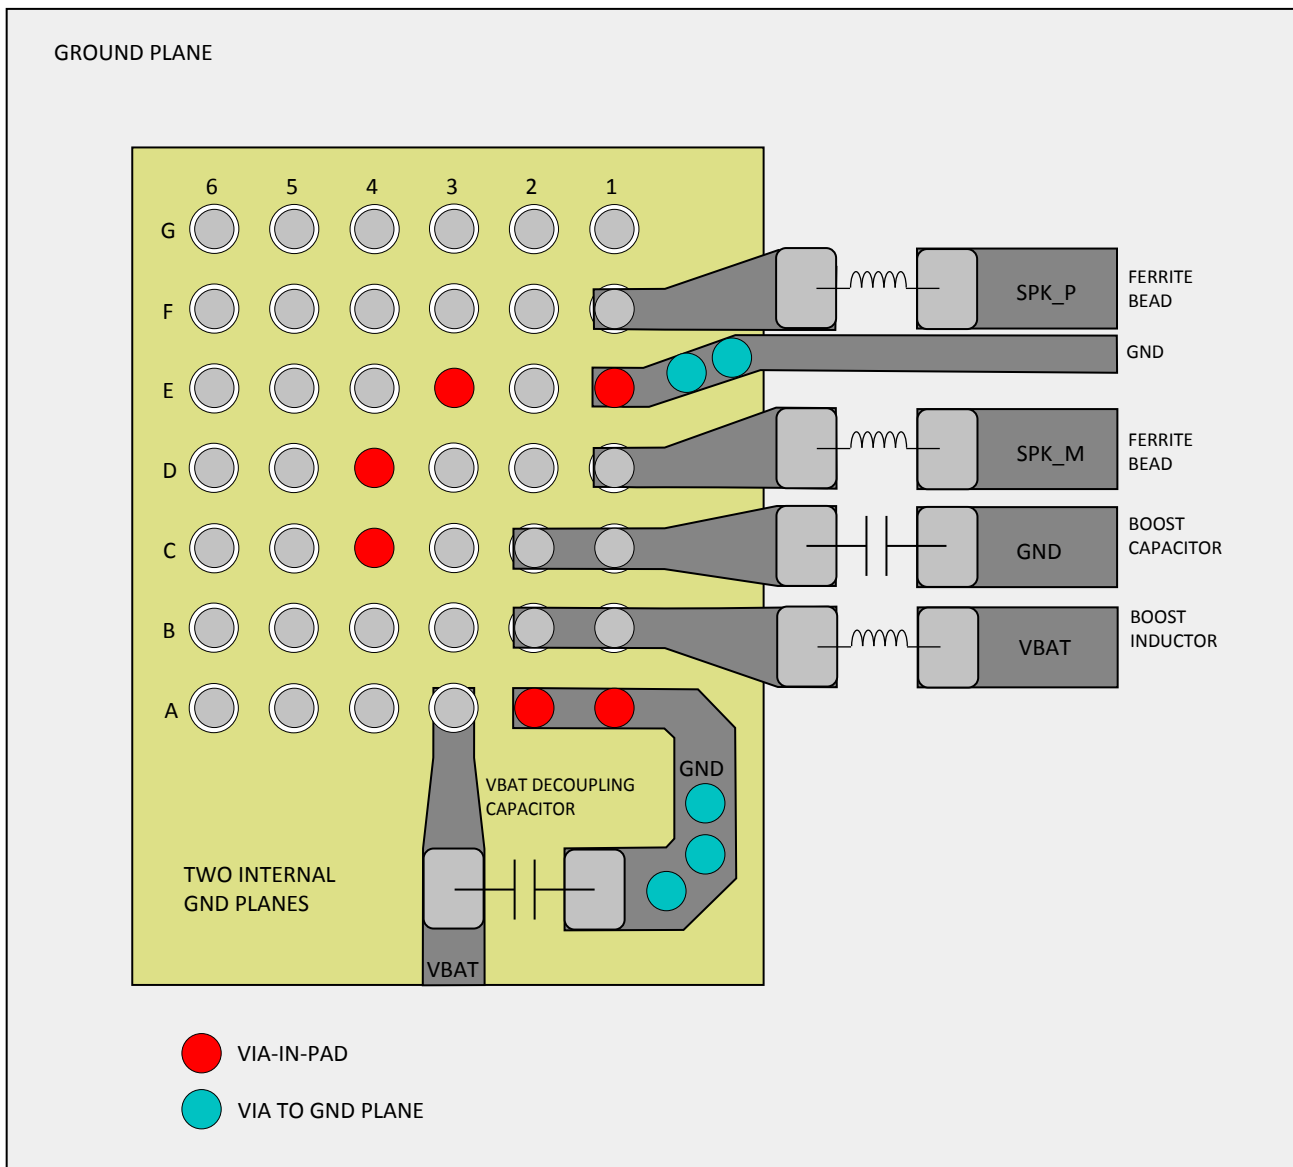 GROUND PLANE
6 5 4 3 2 1
G
F
E
D
C
B
A
SPK_P
FERRITE
BEAD
GND
SPK_M
FERRITE
BEAD
GND
BOOST
CAPACITOR
VBAT
BOOST
INDUCTOR
GND
VBAT DECOUPLING
CAPACITOR
TWO INTERNAL
GND PLANES
VBAT
VIA-IN-PAD
VIA TO GND PLANE